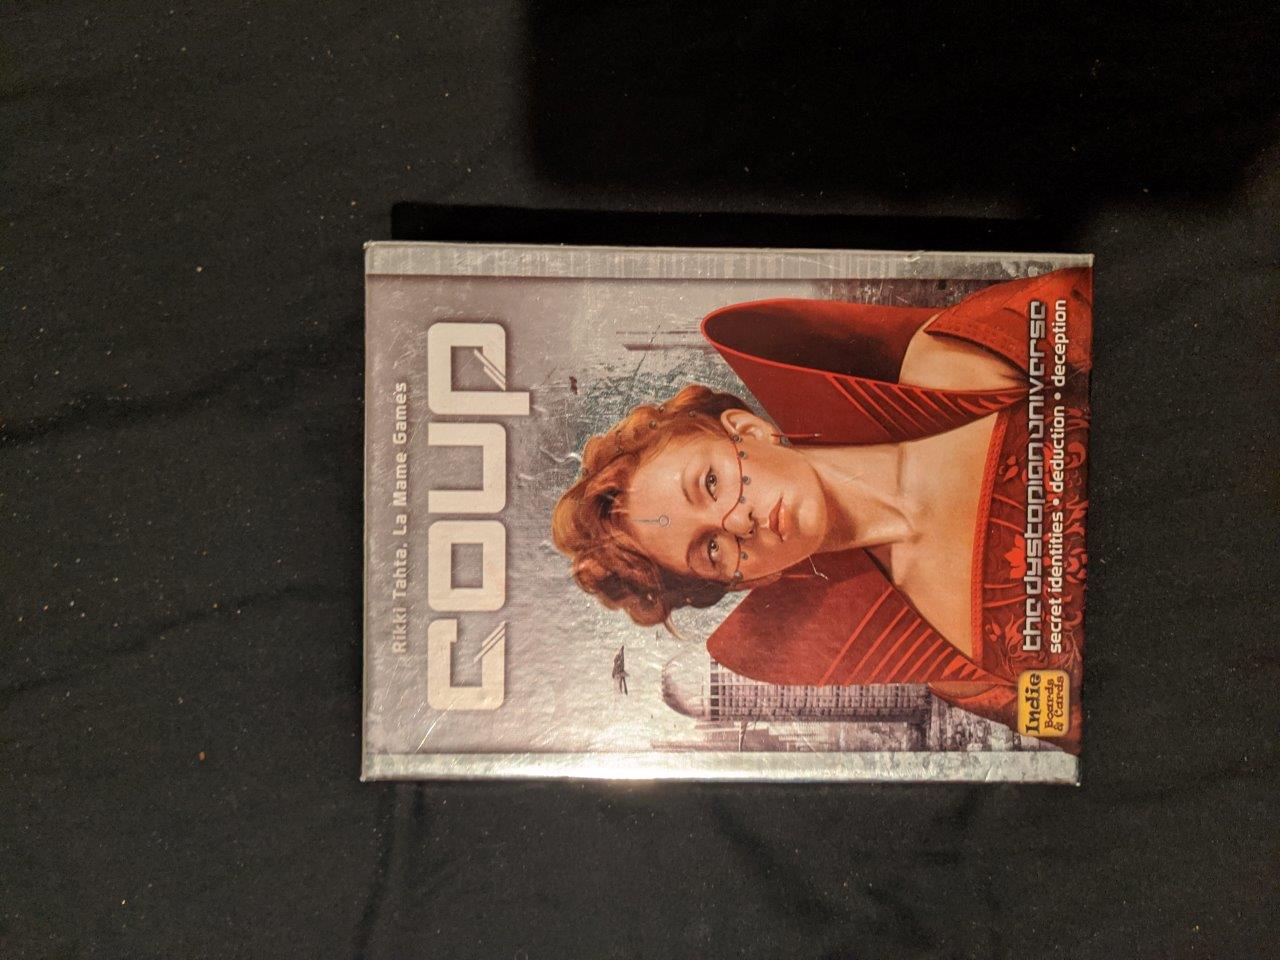 Rikki Tahta. La Mame Games
COUP
the dystopian universe
secret identities • deduction • deception
Indie
Boards
& Cards